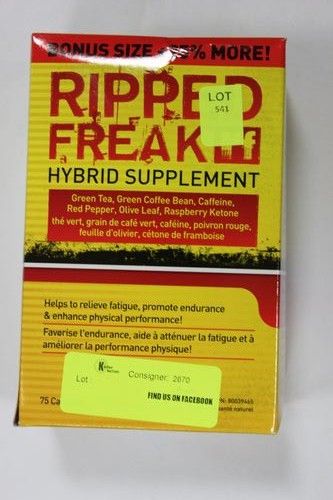 BONUS SIZE MORE!
RIPPED
FREAK
HYBRID SUPPLEMENT
LOT
541
Green Tea, Green Coffee Bean, Caffeine,
Red Pepper, Olive Leaf, Raspberry Ketone
thé vert, grain de café vert, caféine, poivron rouge,
feuille d'olivier, cétone de framboise
Helps to relieve fatigue, promote endurance
& enhance physical performance!
Favorise l'endurance, aide à atténuer la fatigue et à
améliorer la performance physique!
Lot Consigner: 2670
FIND US ON FACEBOOK
75 Ca
80039465
santé naturel